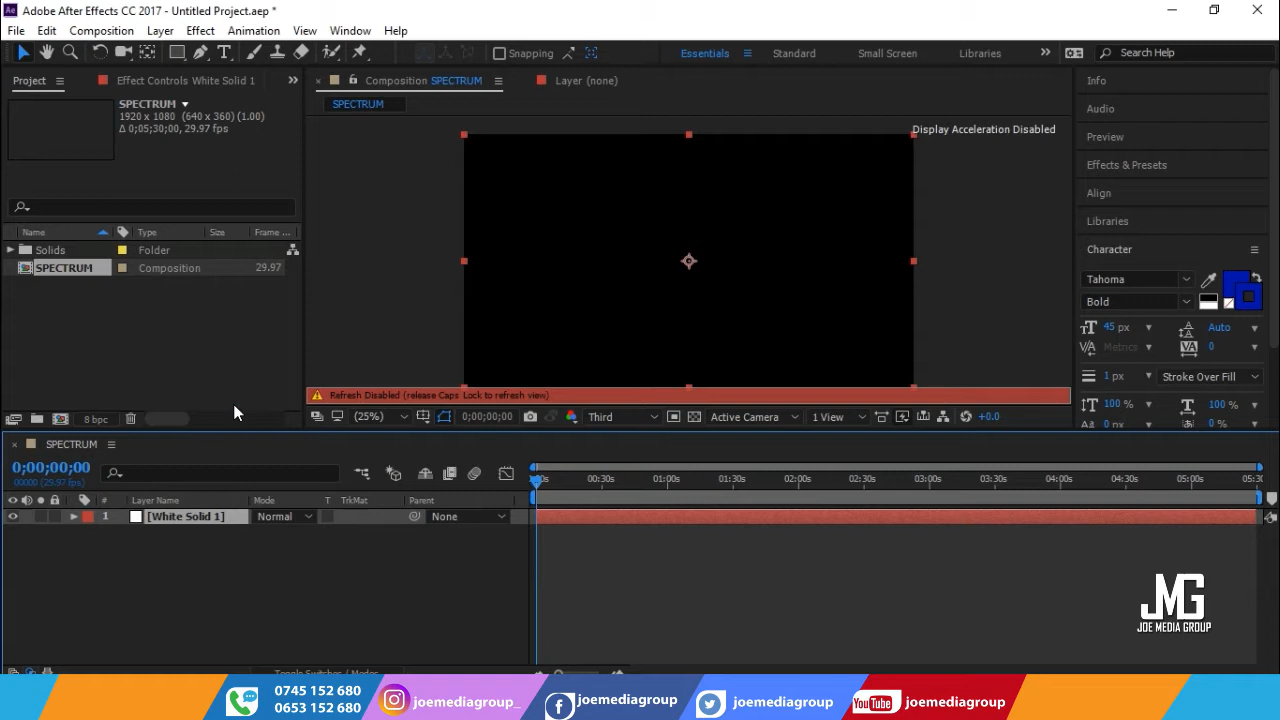 Adobe After Effects CC 2017 - Untitled Project.aep *
File Edit Composition Layer Effect Animation View Window Help
Snapping Essentials Standard Small Screen Libraries Search Help
Project Effect Controls White Solid 1
Composition SPECTRUM Layer (none)
SPECTRUM
SPECTRUM
1920 x 1080 (640 x 360) (1.00)
Δ 0;05;30;00, 29.97 fps
Display Acceleration Disabled
Info
Audio
Preview
Effects & Presets
Align
Libraries
Character
Name Type Size Frame ...
Solids Folder
SPECTRUM Composition 29.97
Tahoma
Bold
45 px Auto
Metrics 0
1 px Stroke Over Fill
100 % 100 %
0 px 0 %
Refresh Disabled (release Caps Lock to refresh view)
8 bpc
(25%) 0;00;00;00 Third Active Camera 1 View +0.0
SPECTRUM
0;00;00;00
00000 (29.97 fps)
00:30s 01:00s 01:30s 02:00s 02:30s 03:00s 03:30s 04:00s 04:30s 05:00s 05:30
# Layer Name Mode T TrkMat Parent
1 [White Solid 1] Normal None
JMG
JOE MEDIA GROUP
Toggle Switches / Modes
0745 152 680
0653 152 680
joemediagroup_
joemediagroup
joemediagroup
YouTube joemediagroup